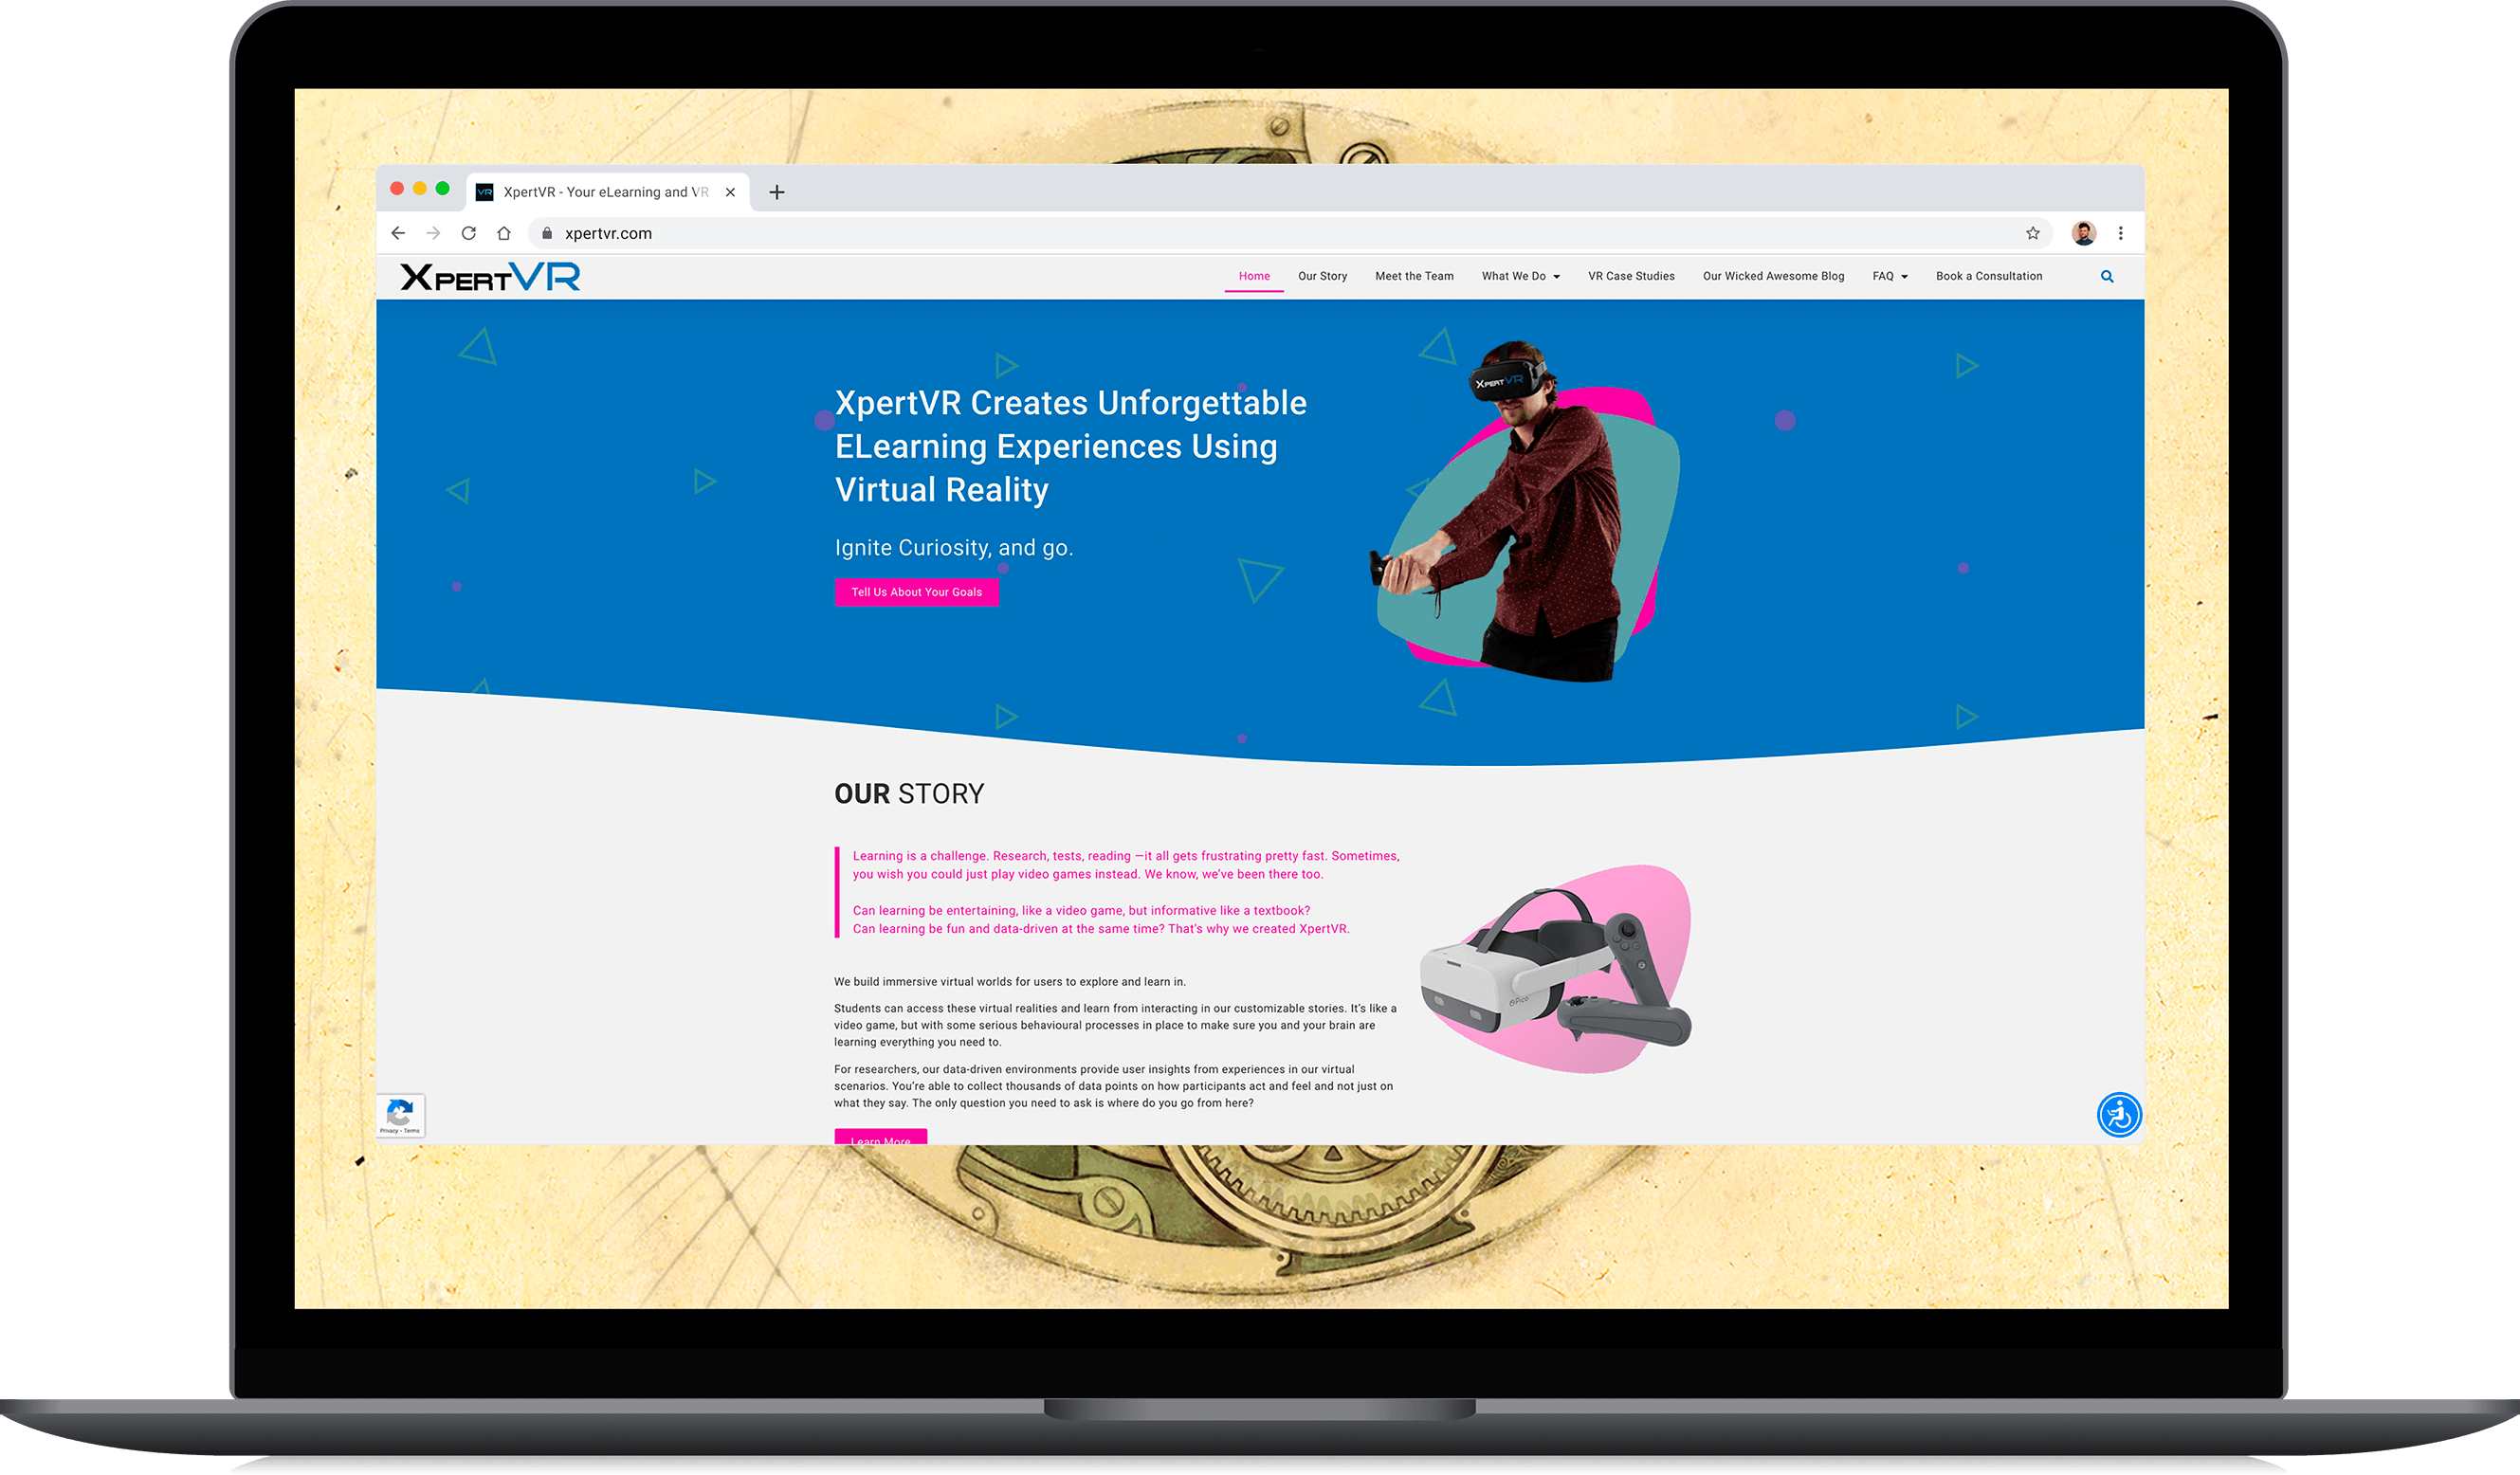 XpertVR - Your eLearning and VR
xpertvr.com
XPERTVR
Home Our Story Meet the Team What We Do VR Case Studies Our Wicked Awesome Blog FAQ Book a Consultation
XPERTVR
XpertVR Creates Unforgettable
ELearning Experiences Using
Virtual Reality
Ignite Curiosity, and go.
Tell Us About Your Goals
OUR STORY
Learning is a challenge. Research, tests, reading —it all gets frustrating pretty fast. Sometimes,
you wish you could just play video games instead. We know, we've been there too.
Can learning be entertaining, like a video game, but informative like a textbook?
Can learning be fun and data-driven at the same time? That's why we created XpertVR.
Pico
We build immersive virtual worlds for users to explore and learn in.
Students can access these virtual realities and learn from interacting in our customizable stories. It's like a
video game, but with some serious behavioural processes in place to make sure you and your brain are
learning everything you need to.
For researchers, our data-driven environments provide user insights from experiences in our virtual
scenarios. You're able to collect thousands of data points on how participants act and feel and not just on
what they say. The only question you need to ask is where do you go from here?
Learn More
Privacy - Terms